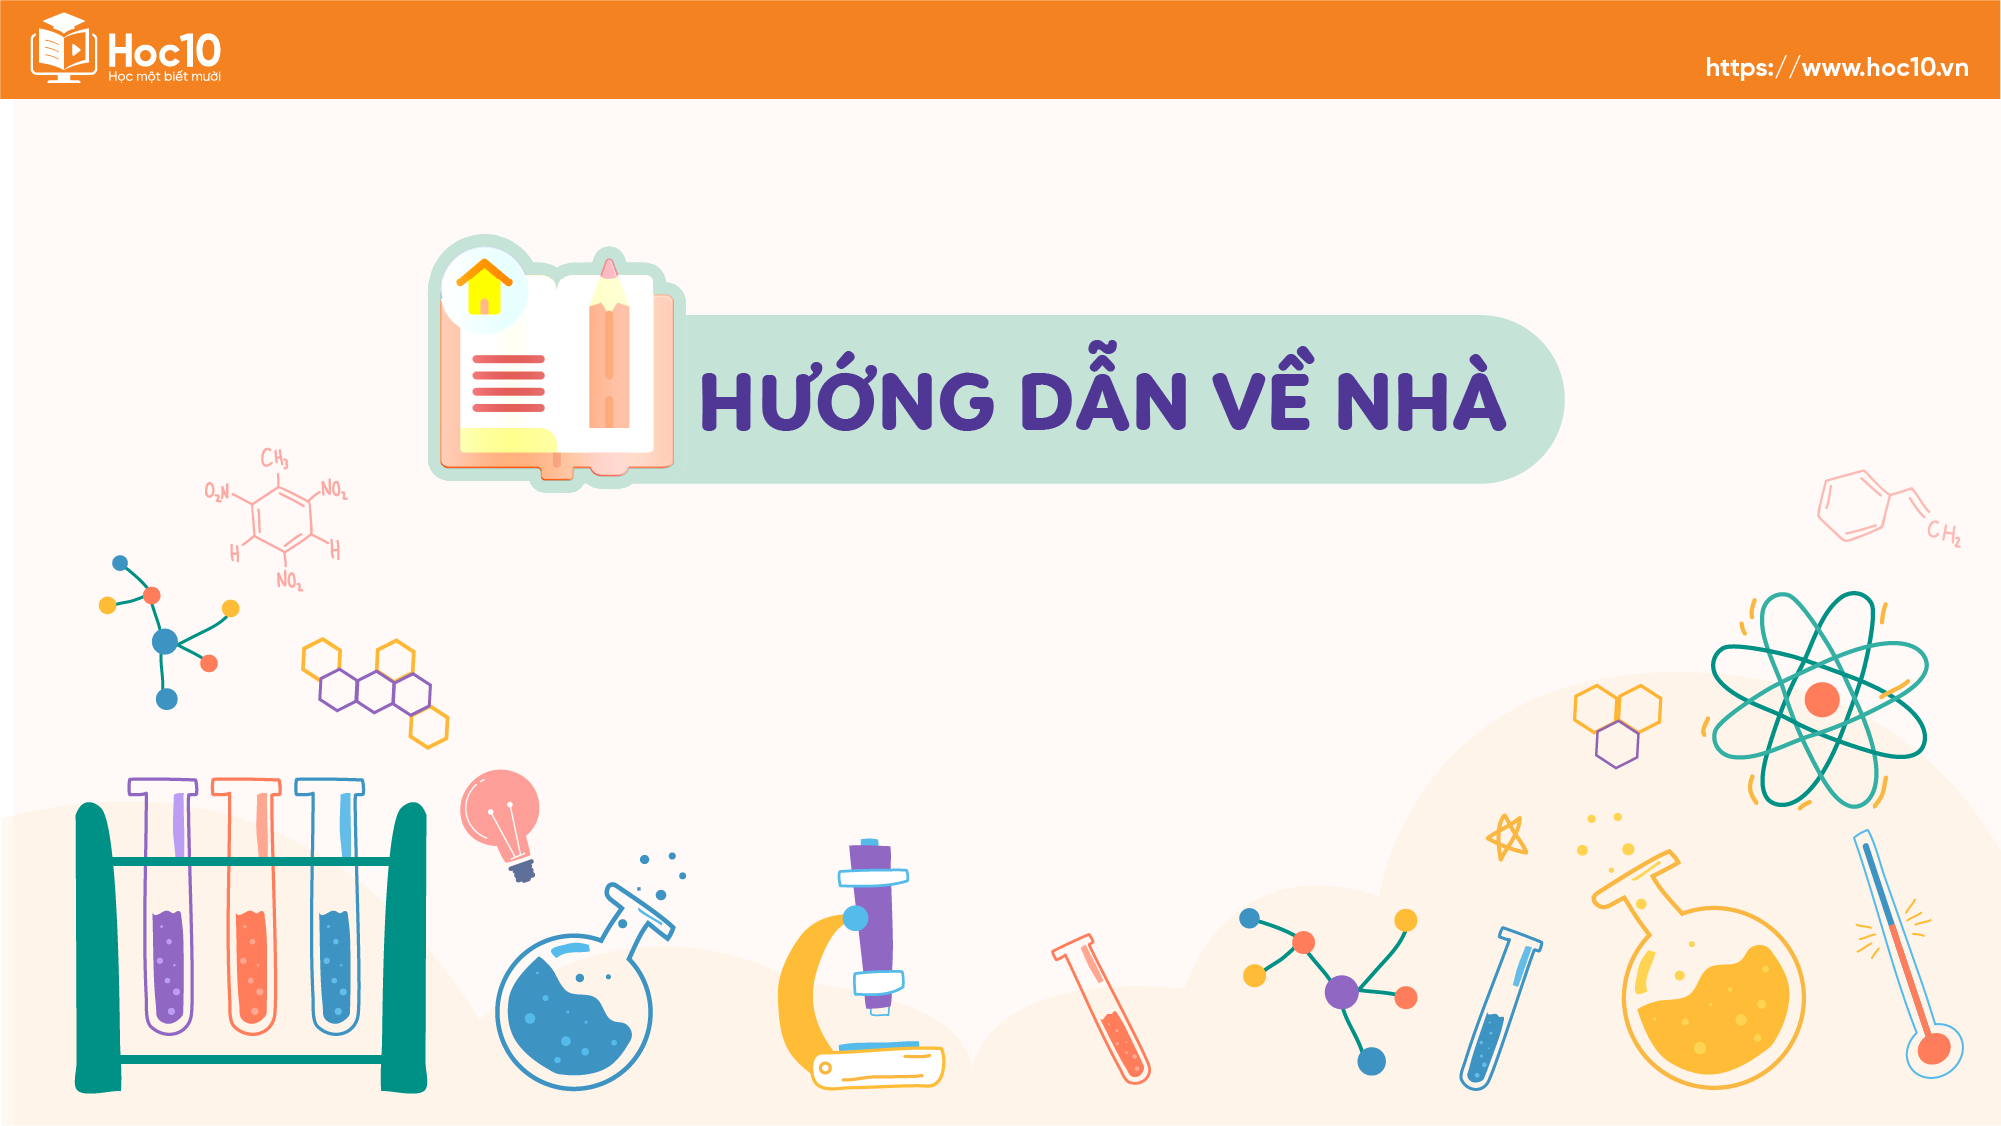 Hoc10
Học một biết mười
https://www.hoc10.vn
HƯỚNG DẪN VỀ NHÀ
CH3
O2N
NO2
H
H
NO2
CH2